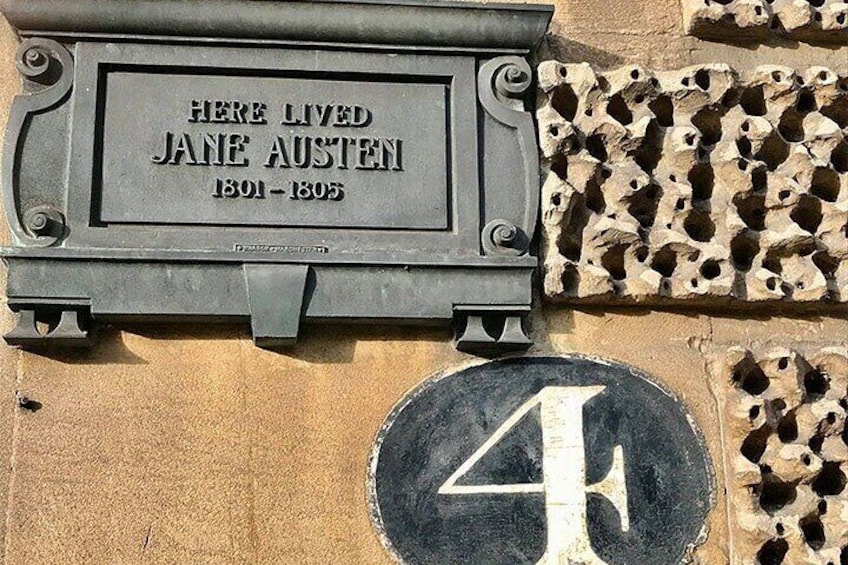 HERE LIVED
JANE AUSTEN
1801 – 1805
4